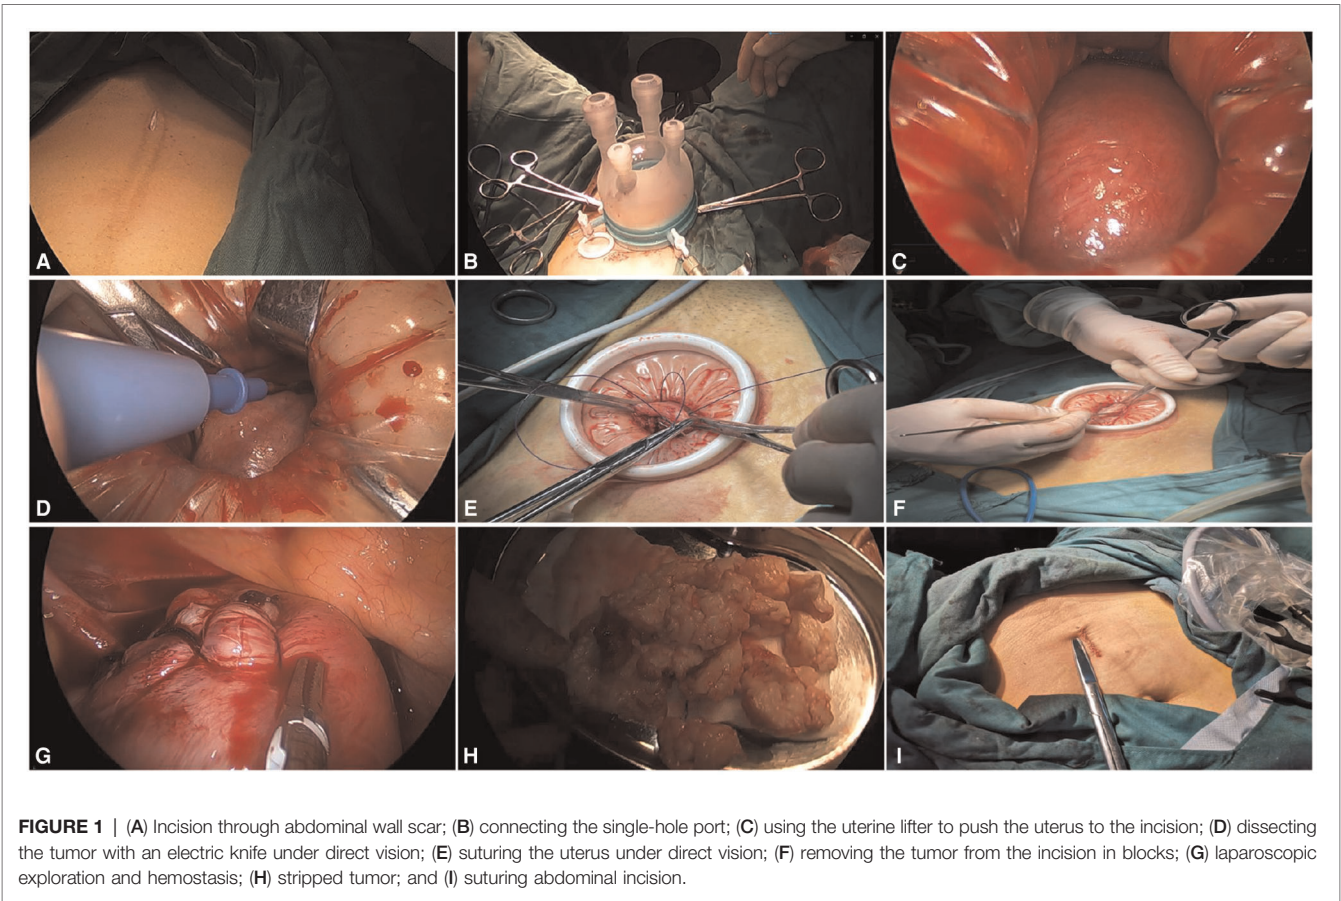 A
B
C
D
E
F
G
H
I
FIGURE 1 | (A) Incision through abdominal wall scar; (B) connecting the single-hole port; (C) using the uterine lifter to push the uterus to the incision; (D) dissecting
the tumor with an electric knife under direct vision; (E) suturing the uterus under direct vision; (F) removing the tumor from the incision in blocks; (G) laparoscopic
exploration and hemostasis; (H) stripped tumor; and (I) suturing abdominal incision.